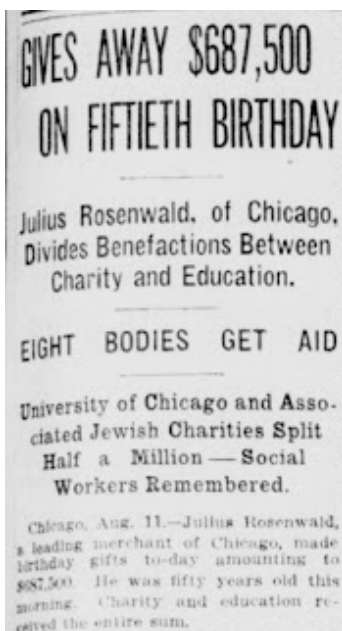 GIVES AWAY $687,500
ON FIFTIETH BIRTHDAY
Julius Rosenwald, of Chicago,
Divides Benefactions Between
Charity and Education.
EIGHT BODIES GET AID
University of Chicago and Asso-
ciated Jewish Charities Split
Half a Million — Social
Workers Remembered.
Chicago, Aug. 11.—Julius Rosenwald,
a leading merchant of Chicago, made
birthday gifts to-day amounting to
$687,500. He was fifty years old this
morning. Charity and education re-
ceived the entire sum.